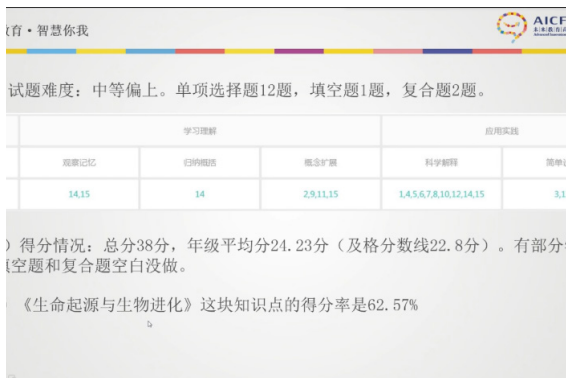 育·智慧你我
AICF
试题难度：中等偏上。单项选择题12题，填空题1题，复合题2题。
学习理解 应用实践
观察记忆 归纳概括 概念扩展 科学解释 简单
14,15 14 2,9,11,15 1,4,5,6,7,8,10,12,14,15 3,1
）得分情况：总分38分，年级平均分24.23分（及格分数线22.8分）。有部分
填空题和复合题空白没做。
《生命起源与生物进化》这块知识点的得分率是62.57%